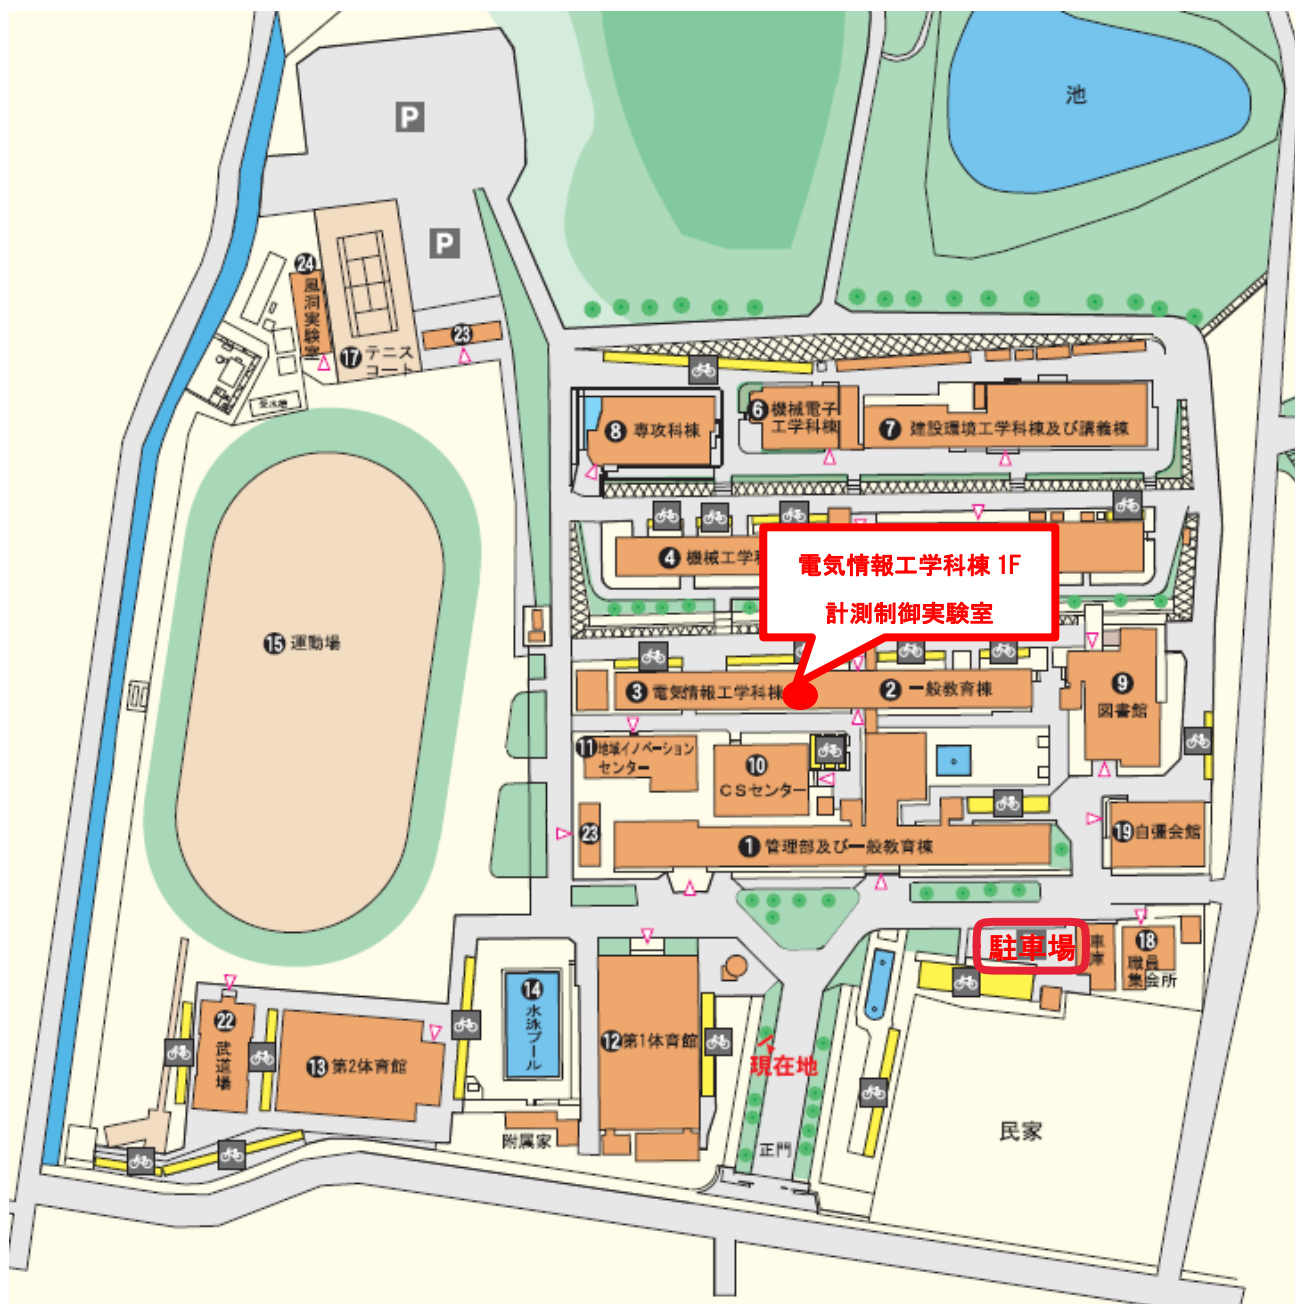 池
P
P
24
風洞実験室
17 テニス
コート
23
受水槽
8 専攻科棟
6 機械電子
工学科棟
7 建設環境工学科棟及び講義棟
4 機械工学科
電気情報工学科棟 1F
計測制御実験室
15 運動場
3 電気情報工学科棟
2 一般教育棟
9
図書館
11 地域イノベーション
センター
10
CSセンター
23
1 管理部及び一般教育棟
19 自彊会館
駐車場
車庫
18
職員
集会所
14
水泳プール
12 第1体育館
22
武道場
13 第2体育館
現在地
附属家
正門
民家